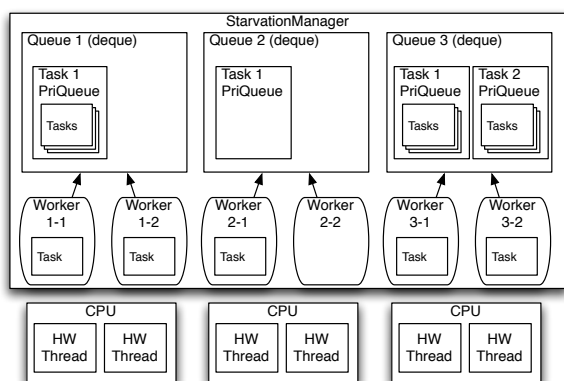 StarvationManager
Queue 1 (deque)
Task 1
PriQueue
Tasks
Queue 2 (deque)
Task 1
PriQueue
Queue 3 (deque)
Task 1
PriQueue
Tasks
Task 2
PriQueue
Tasks
Worker
1-1
Task
Worker
1-2
Task
Worker
2-1
Task
Worker
2-2
Worker
3-1
Task
Worker
3-2
Task
CPU
HW
Thread
HW
Thread
CPU
HW
Thread
HW
Thread
CPU
HW
Thread
HW
Thread